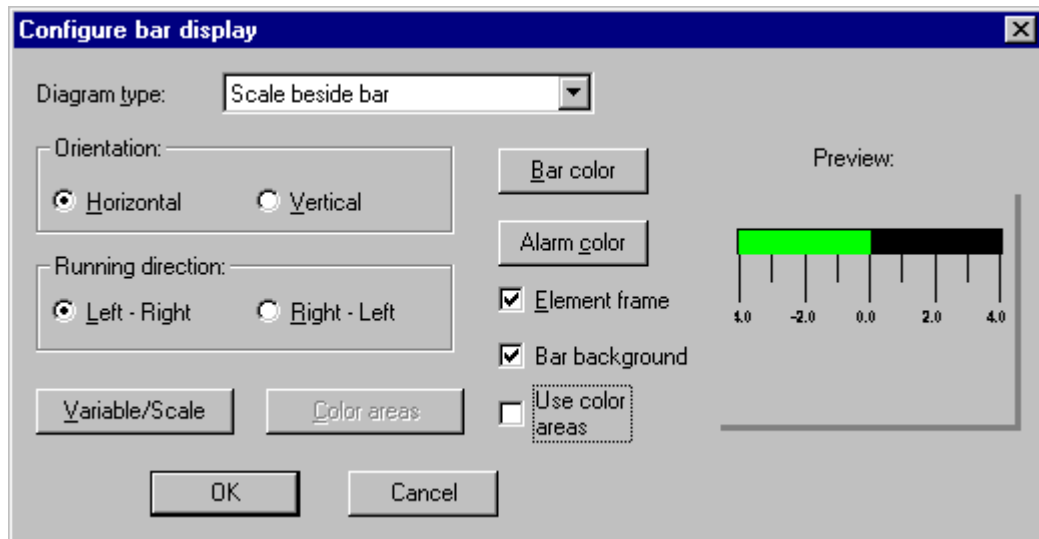 Configure bar display
Diagram type:
Scale beside bar
Orientation:
Horizontal
Vertical
Running direction:
Left - Right
Right - Left
Variable/Scale
Color areas
Bar color
Alarm color
Element frame
Bar background
Use color
areas
Preview:
4.0 -2.0 0.0 2.0 4.0
OK
Cancel